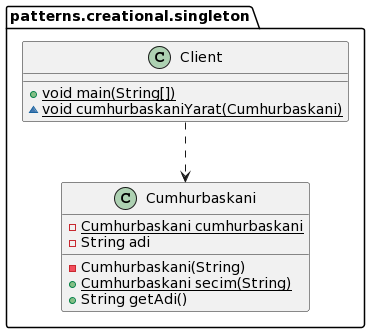 patterns.creational.singleton
C Client
void main(String[])
void cumhurbaskaniYarat(Cumhurbaskani)
C Cumhurbaskani
Cumhurbaskani cumhurbaskani
String adi
Cumhurbaskani(String)
Cumhurbaskani secim(String)
String getAdi()